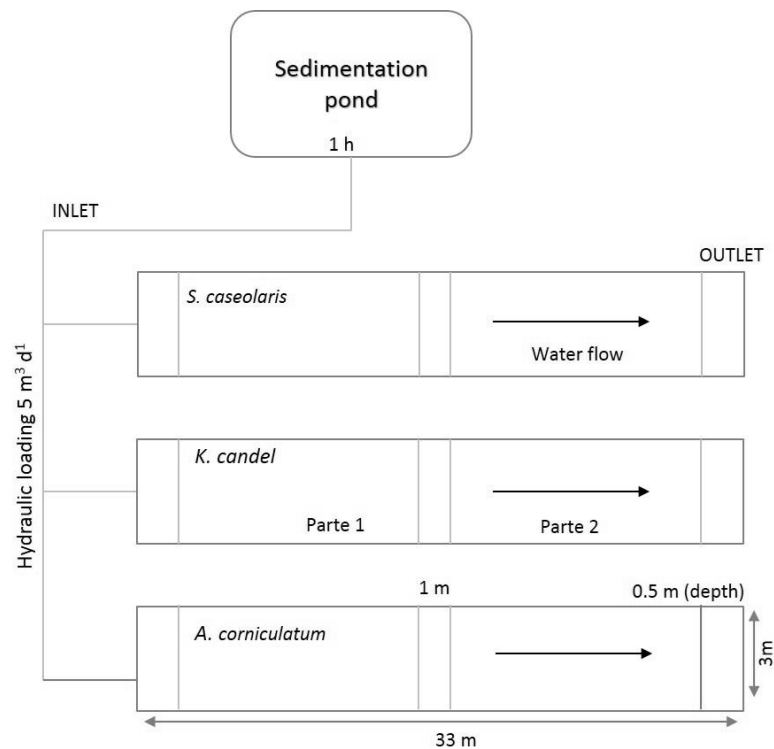 Sedimentation
pond
1 h
INLET
OUTLET
S. caseolaris
Water flow
Hydraulic loading 5 m³ d¹
K. candel
Parte 1
Parte 2
1 m
0.5 m (depth)
A. corniculatum
3m
33 m